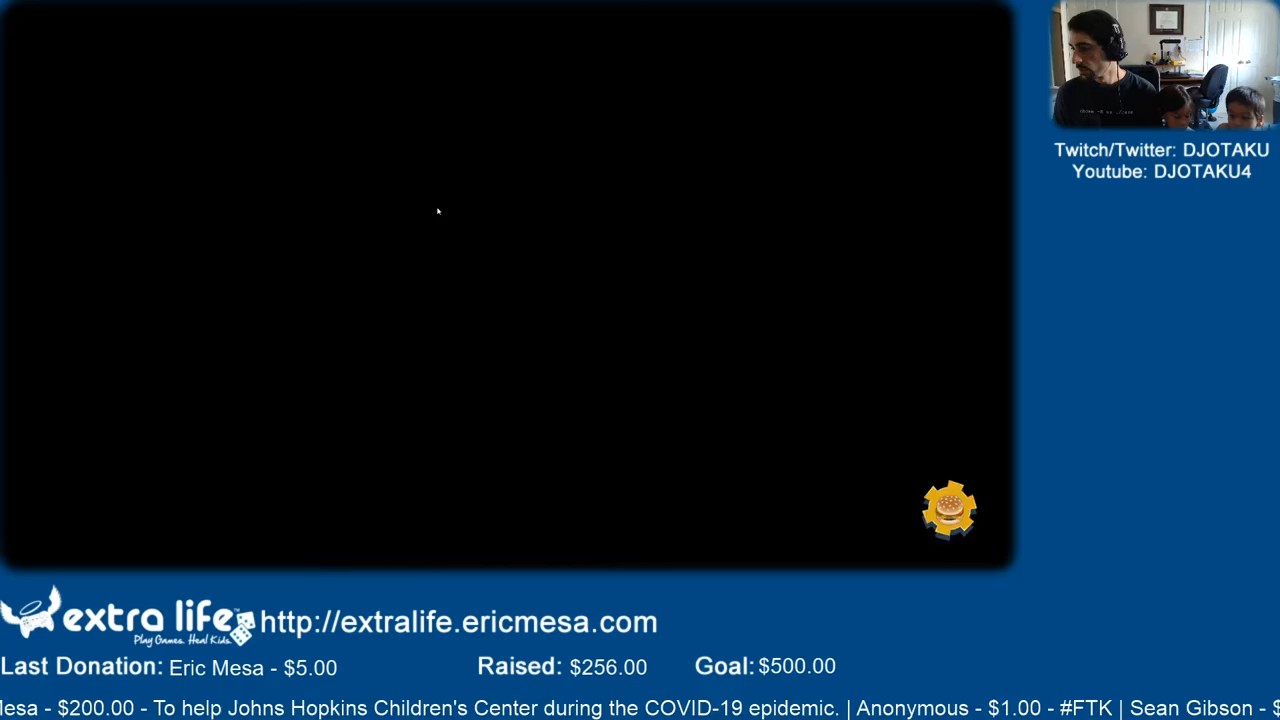 Twitch/Twitter: DJOTAKU
Youtube: DJOTAKU4
extra life™
Play Games. Heal Kids.
http://extralife.ericmesa.com
Last Donation: Eric Mesa - $5.00
Raised: $256.00
Goal: $500.00
Mesa - $200.00 - To help Johns Hopkins Children's Center during the COVID-19 epidemic. | Anonymous - $1.00 - #FTK | Sean Gibson - $